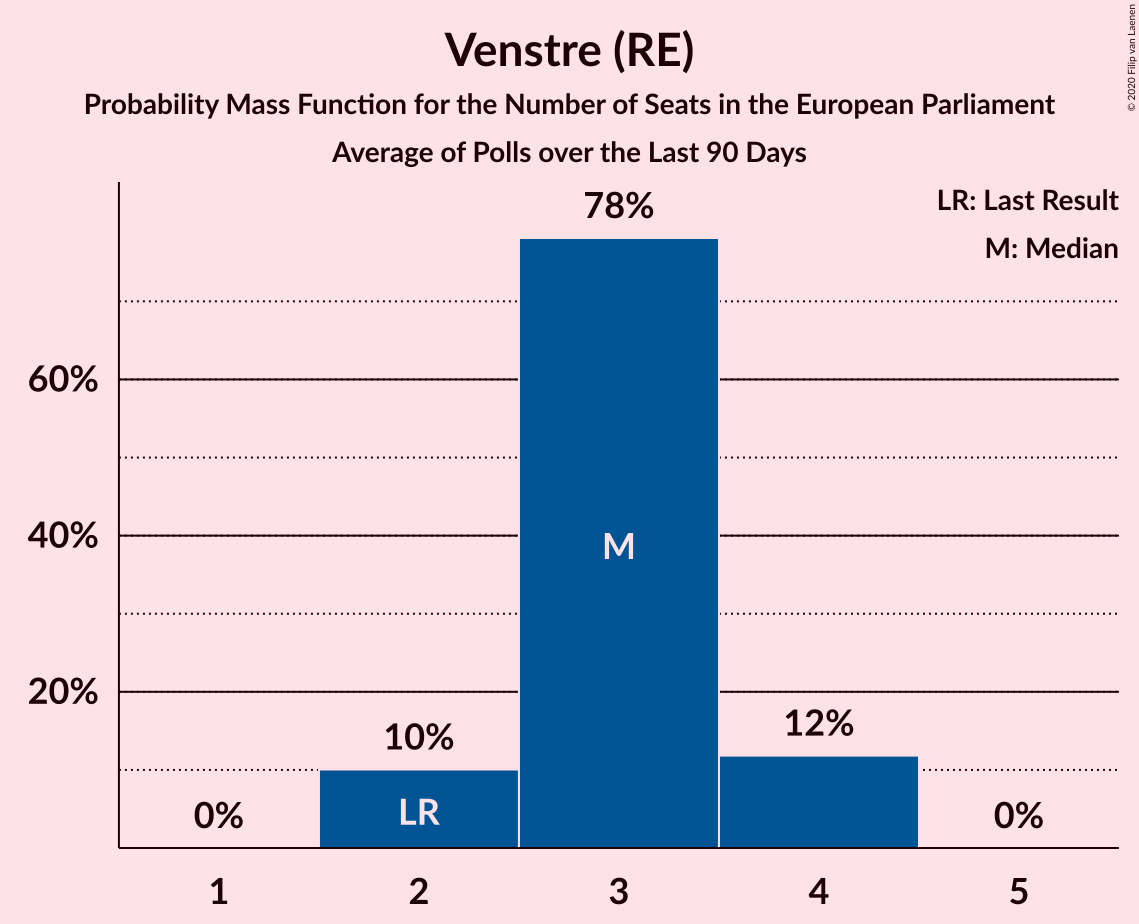 Venstre (RE)
Probability Mass Function for the Number of Seats in the European Parliament
Average of Polls over the Last 90 Days
© 2020 Filip van Laenen
LR: Last Result
M: Median
78%
60%
M
40%
20%
10%
12%
0%
LR
0%
1 2 3 4 5